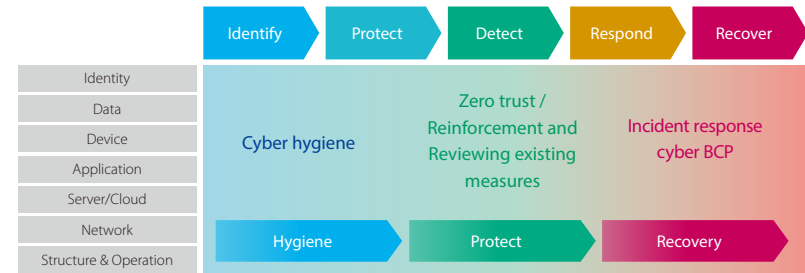 Identify
Protect
Detect
Respond
Recover
Identity
Data
Device
Application
Server/Cloud
Network
Structure & Operation
Cyber hygiene
Zero trust /
Reinforcement and
Reviewing existing
measures
Incident response
cyber BCP
Hygiene
Protect
Recovery